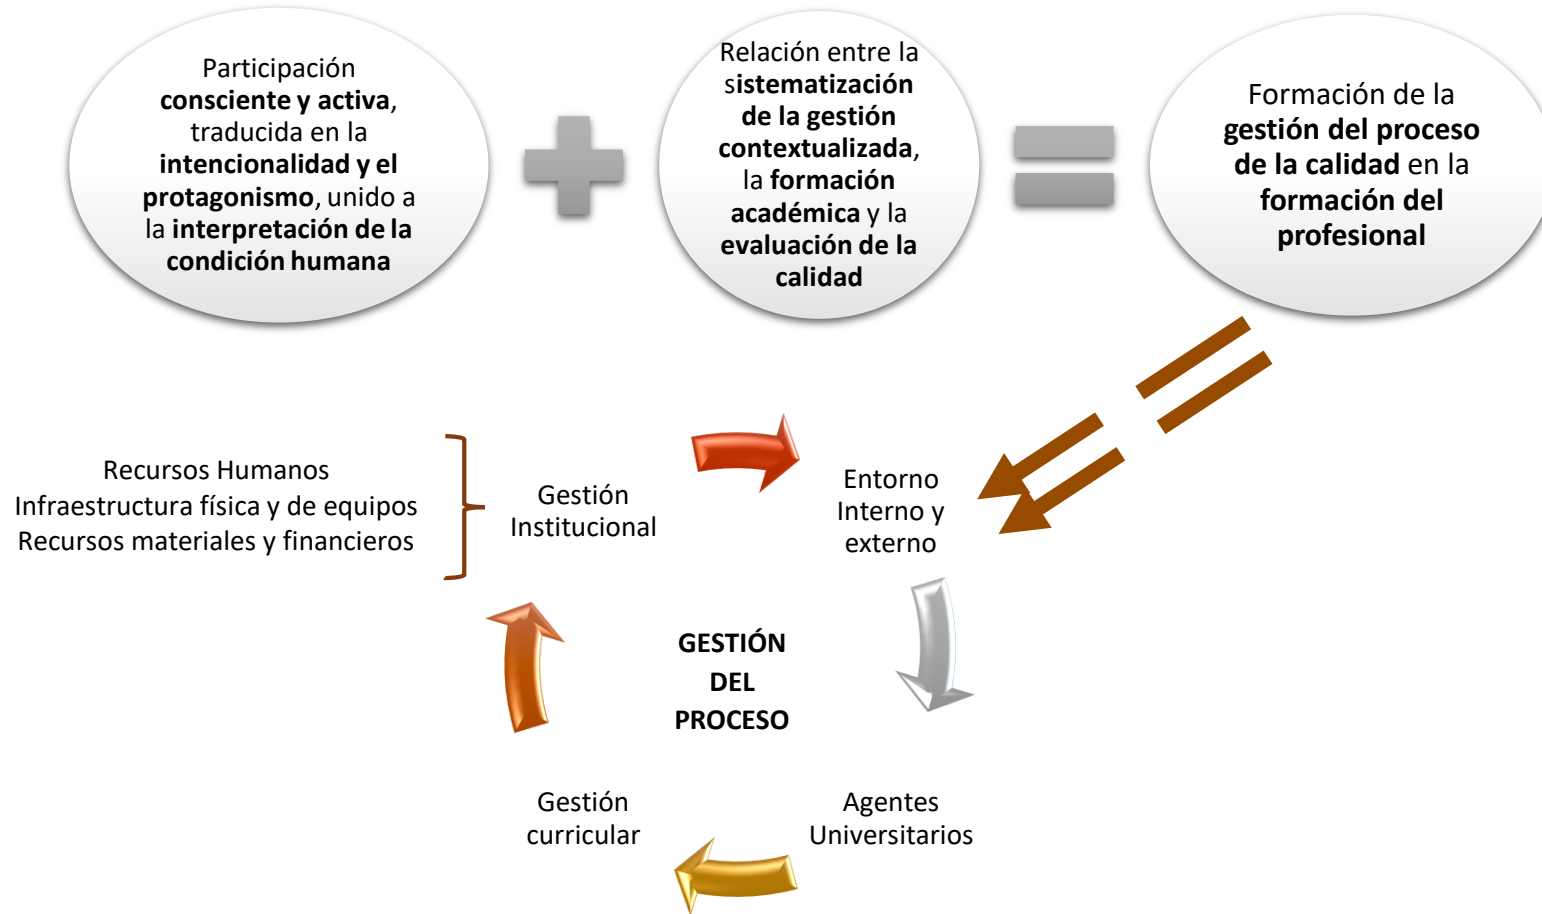 Participación
consciente y activa,
traducida en la
intencionalidad y el
protagonismo, unido a
la interpretación de la
condición humana
Relación entre la
sistematización
de la gestión
contextualizada,
la formación
académica y la
evaluación de la
calidad
Formación de la
gestión del proceso
de la calidad en la
formación del
profesional
Recursos Humanos
Infraestructura física y de equipos
Recursos materiales y financieros
Gestión
Institucional
Entorno
Interno y
externo
GESTIÓN
DEL
PROCESO
Gestión
curricular
Agentes
Universitarios